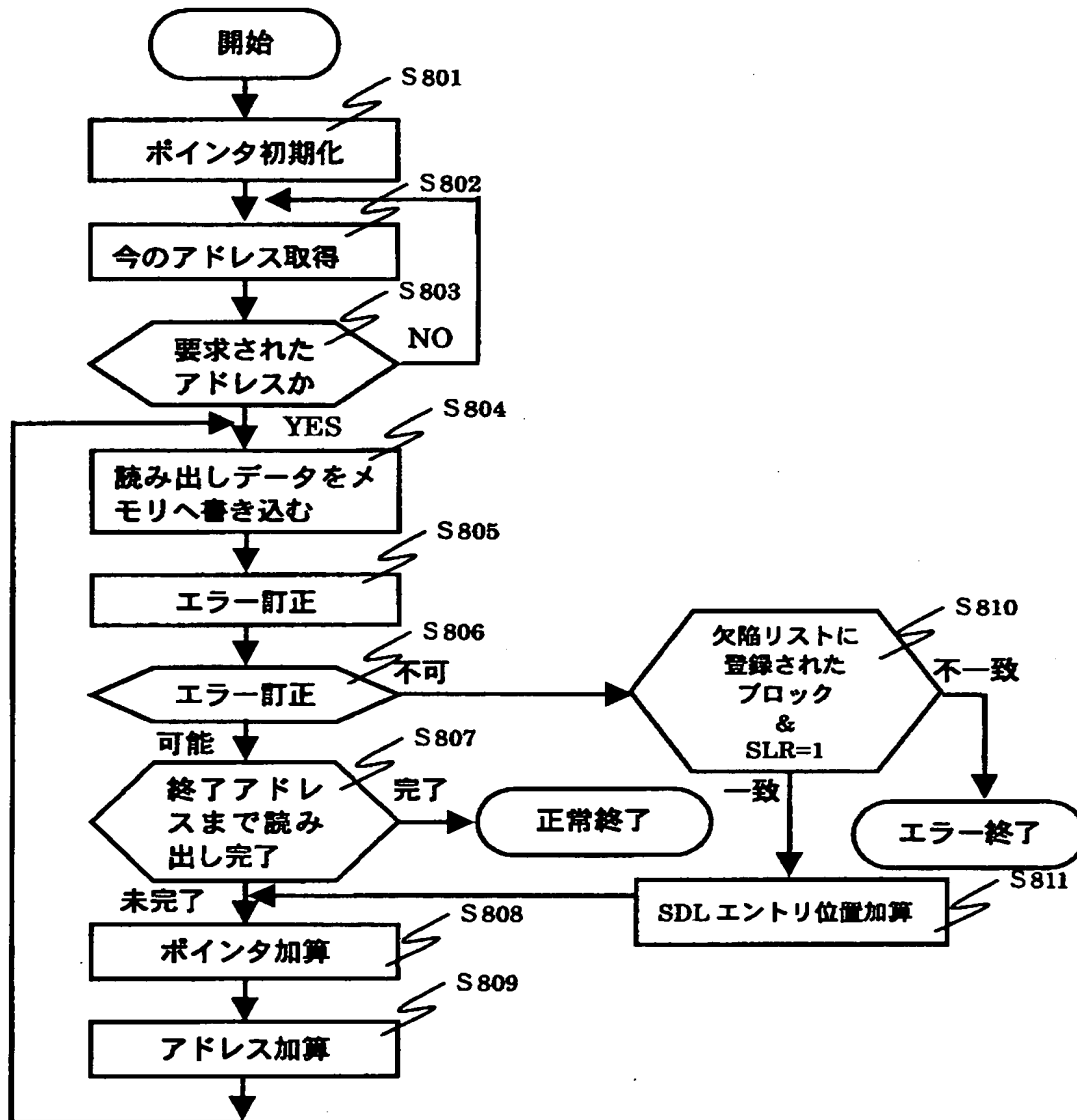 開始
S801
ポインタ初期化
S802
今のアドレス取得
S803
要求された
アドレスか
NO
YES
S804
読み出しデータをメ
モリへ書き込む
S805
エラー訂正
S806
エラー訂正
不可
可能
S810
欠陥リストに
登録された
ブロック
&
SLR=1
不一致
一致
エラー終了
S807
終了アドレ
スまで読み
出し完了
完了
正常終了
未完了
S811
SDLエントリ位置加算
S808
ポインタ加算
S809
アドレス加算